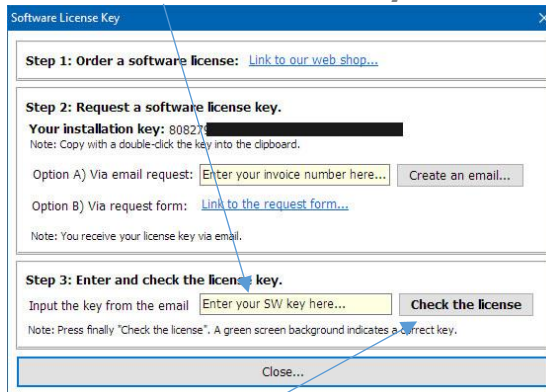 Software License Key
Step 1: Order a software license: Link to our web shop...
Step 2: Request a software license key.
Your installation key: 808279
Note: Copy with a double-click the key into the clipboard.
Option A) Via email request: Enter your invoice number here... Create an email...
Option B) Via request form: Link to the request form...
Note: You receive your license key via email.
Step 3: Enter and check the license key.
Input the key from the email Enter your SW key here... Check the license
Note: Press finally "Check the license". A green screen background indicates a correct key.
Close...